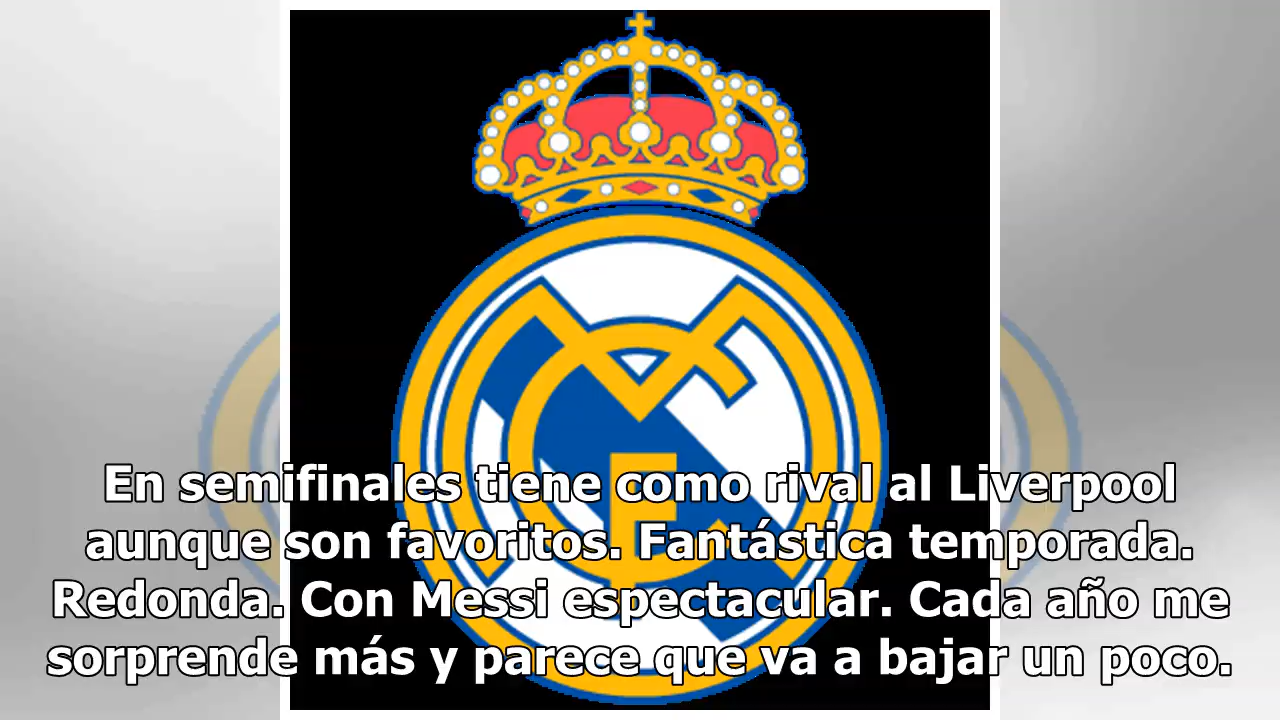 En semifinales tiene como rival al Liverpool
aunque son favoritos. Fantástica temporada.
Redonda. Con Messi espectacular. Cada año me
sorprende más y parece que va a bajar un poco.